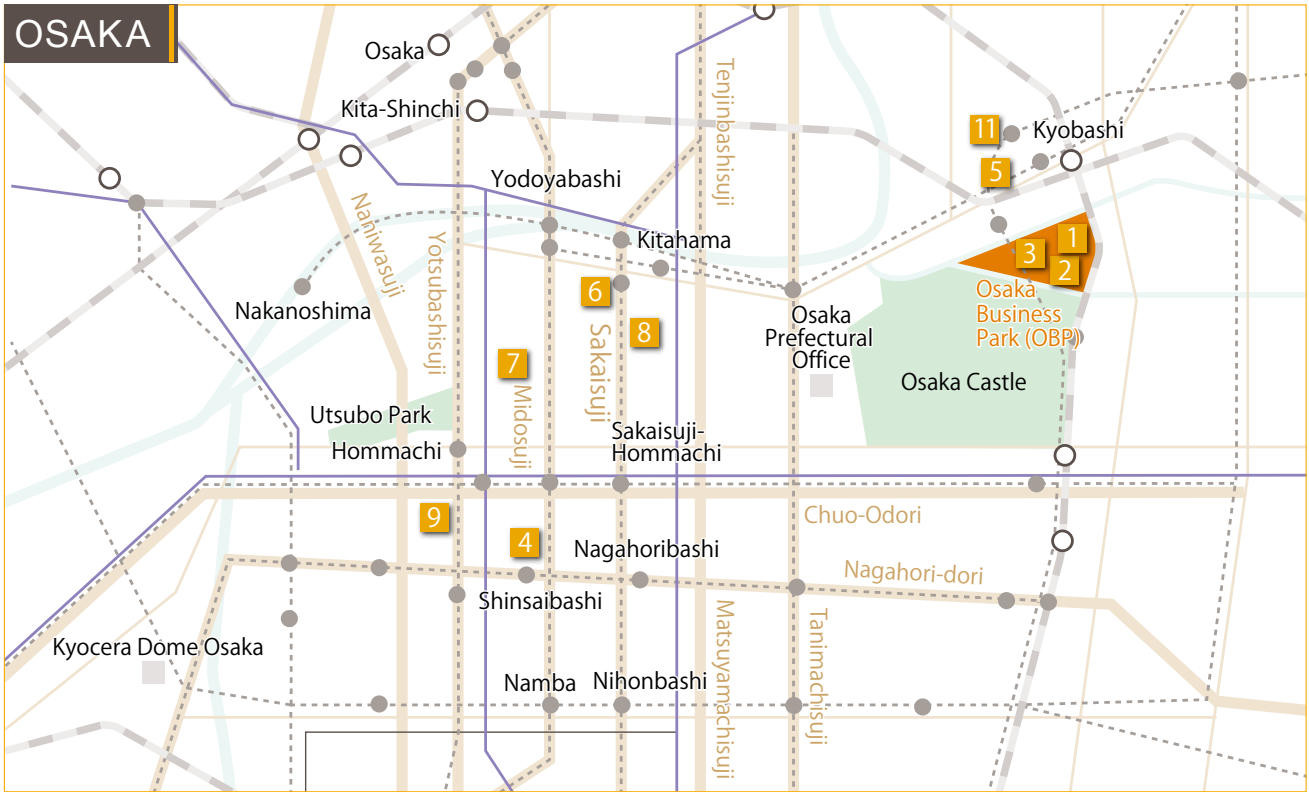 OSAKA
Osaka
Kita-Shinchi
Tenjinbashisuji
11
Kyobashi
5
Yodoyabashi
Naniwasuji
Yotsubashisuji
Kitahama
1
3
2
Nakanoshima
6
Sakaisuji
8
Osaka
Prefectural
Office
Osaka
Business
Park (OBP)
7
Midosuji
Osaka Castle
Utsubo Park
Hommachi
Sakaisuji-
Hommachi
9
4
Chuo-Odori
Nagahoribashi
Nagahori-dori
Shinsaibashi
Matsuyamachisuji
Tanimachisuji
Kyocera Dome Osaka
Namba
Nihonbashi